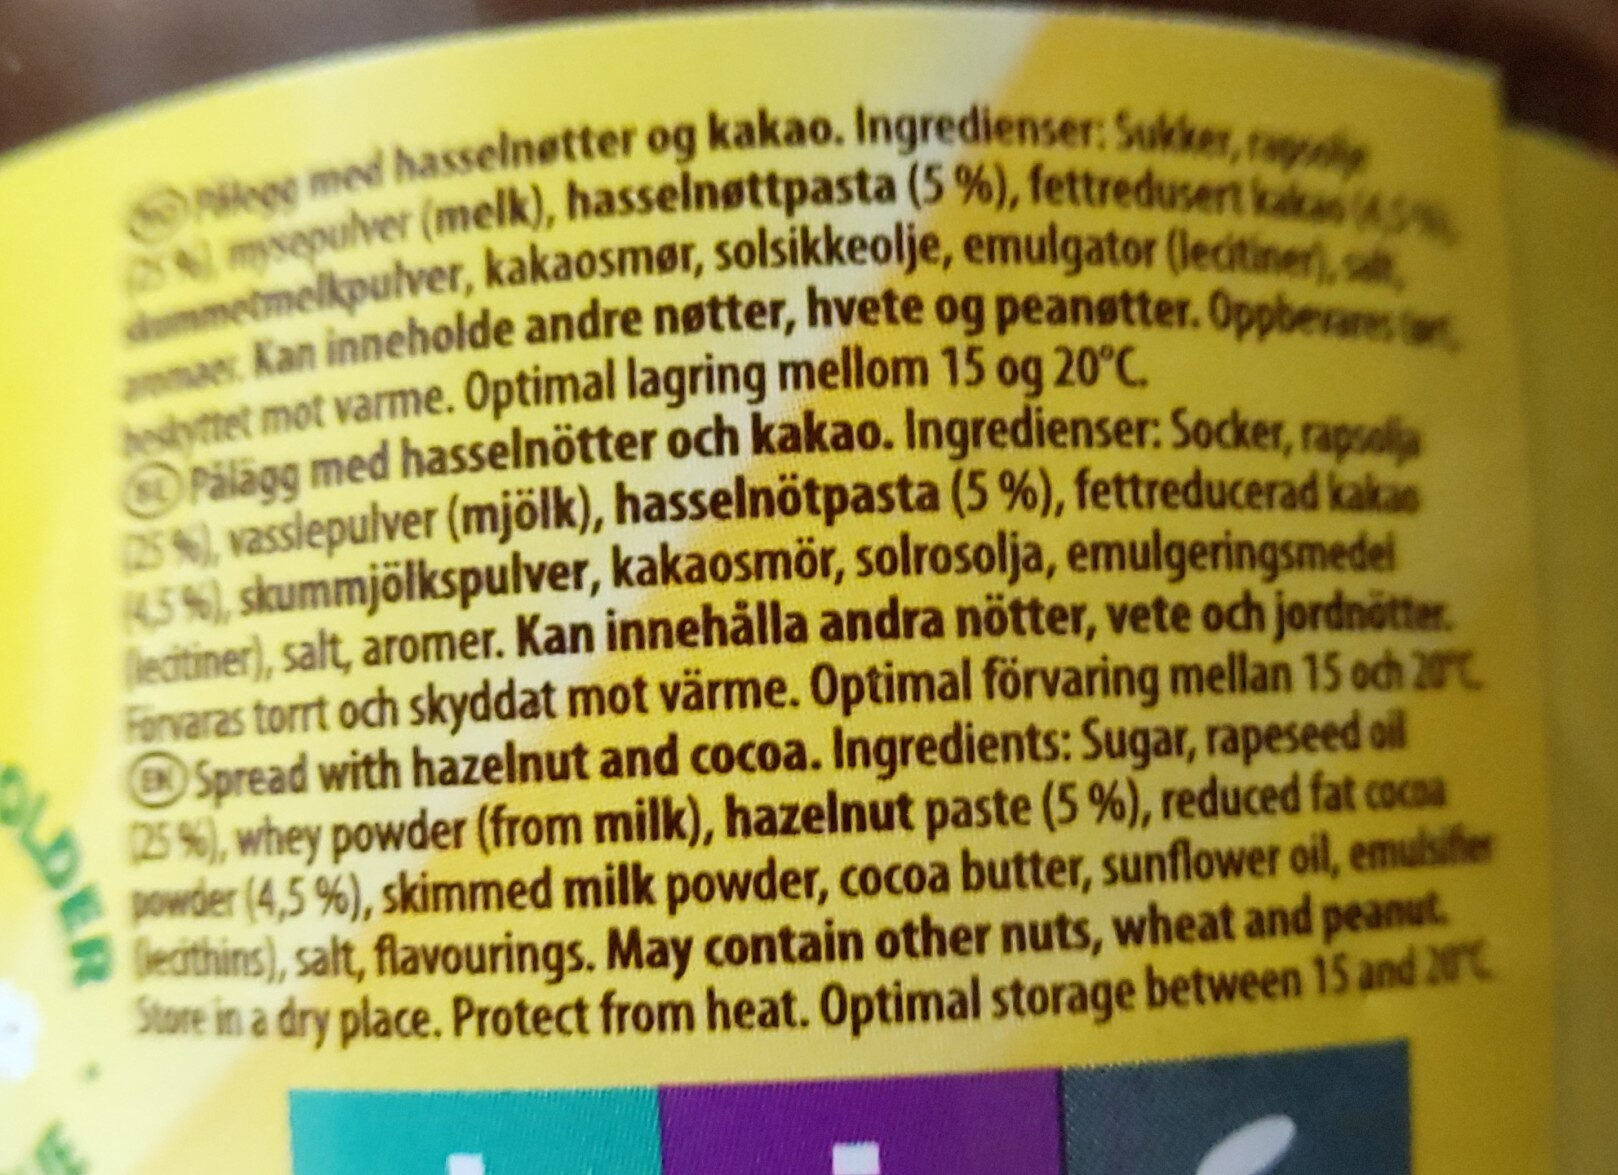 NO Pålegg med hasselnøtter og kakao. Ingredienser: Sukker, rapsolje
(25 %), mysepulver (melk), hasselnøttpasta (5 %), fettredusert kakao (4,5 %),
skummetmelkpulver, kakaosmør, solsikkeolje, emulgator (lecitiner), salt,
aromaer. Kan inneholde andre nøtter, hvete og peanøtter. Oppbevares tørt,
beskyttet mot varme. Optimal lagring mellom 15 og 20°C.
Pålägg med hasselnötter och kakao. Ingredienser: Socker, rapsolja
(25 %), vasslepulver (mjölk), hasselnötpasta (5 %), fettreducerad kakao
(4,5 %), skummjölkspulver, kakaosmör, solrosolja, emulgeringsmedel
(lecitiner), salt, aromer. Kan innehålla andra nötter, vete och jordnötter.
Förvaras torrt och skyddat mot värme. Optimal förvaring mellan 15 och 20°C.
EN Spread with hazelnut and cocoa. Ingredients: Sugar, rapeseed oil
(25 %), whey powder (from milk), hazelnut paste (5 %), reduced fat cocoa
powder (4,5 %), skimmed milk powder, cocoa butter, sunflower oil, emulsifier
(lecithins), salt, flavourings. May contain other nuts, wheat and peanut.
Store in a dry place. Protect from heat. Optimal storage between 15 and 20°C.